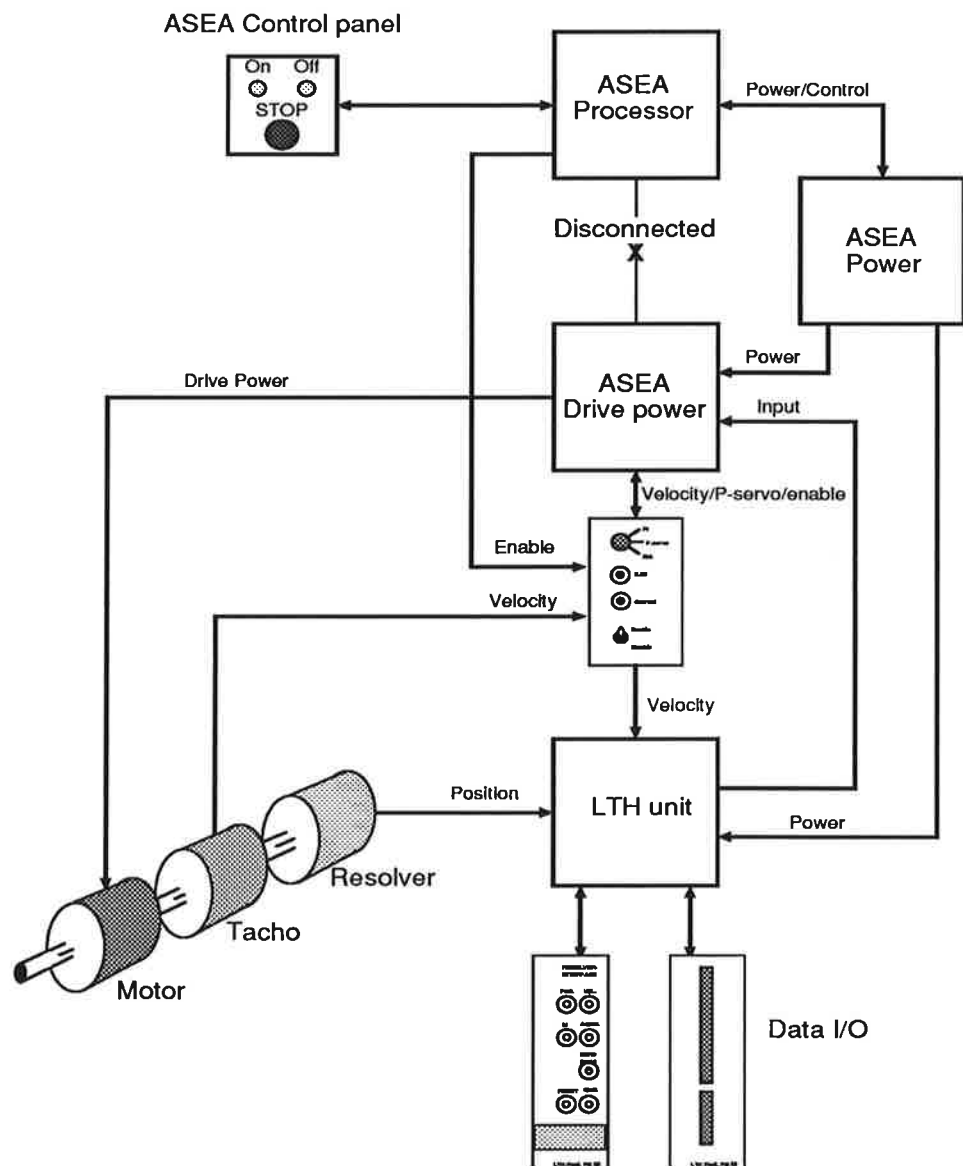 ASEA Control panel
On Off
STOP
ASEA
Processor
Power/Control
Disconnected
X
ASEA
Power
Drive Power
ASEA
Drive power
Power
Input
Velocity/P-servo/enable
Enable
Velocity
Velocity
Position
LTH unit
Power
Resolver
Tacho
Motor
Data I/O